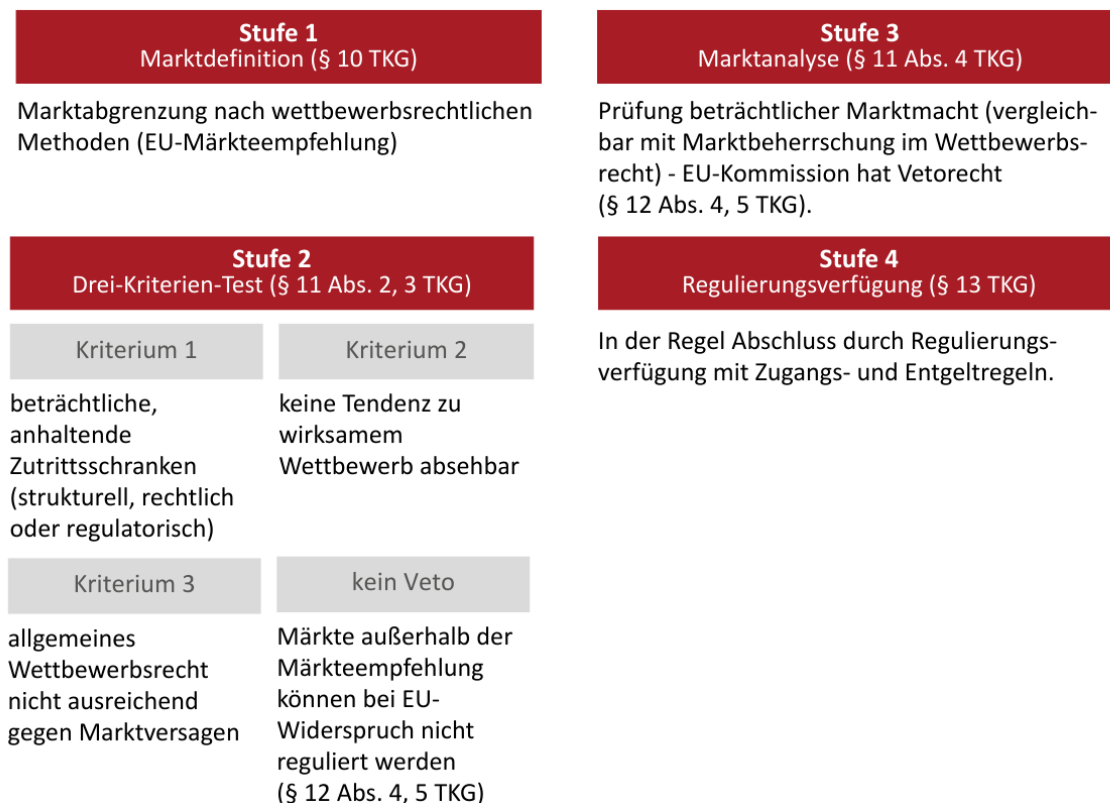 Stufe 1
Marktdefinition (§ 10 TKG)
Marktabgrenzung nach wettbewerbsrechtlichen
Methoden (EU-Märkteempfehlung)
Stufe 2
Drei-Kriterien-Test (§ 11 Abs. 2, 3 TKG)
Kriterium 1
beträchtliche,
anhaltende
Zutrittsschranken
(strukturell, rechtlich
oder regulatorisch)
Kriterium 2
keine Tendenz zu
wirksamem
Wettbewerb absehbar
Kriterium 3
allgemeines
Wettbewerbsrecht
nicht ausreichend
gegen Marktversagen
kein Veto
Märkte außerhalb der
Märkteempfehlung
können bei EU-
Widerspruch nicht
reguliert werden
(§ 12 Abs. 4, 5 TKG)
Stufe 3
Marktanalyse (§ 11 Abs. 4 TKG)
Prüfung beträchtlicher Marktmacht (vergleich-
bar mit Marktbeherrschung im Wettbewerbs-
recht) - EU-Kommission hat Vetorecht
(§ 12 Abs. 4, 5 TKG).
Stufe 4
Regulierungsverfügung (§ 13 TKG)
In der Regel Abschluss durch Regulierungs-
verfügung mit Zugangs- und Entgeltregeln.